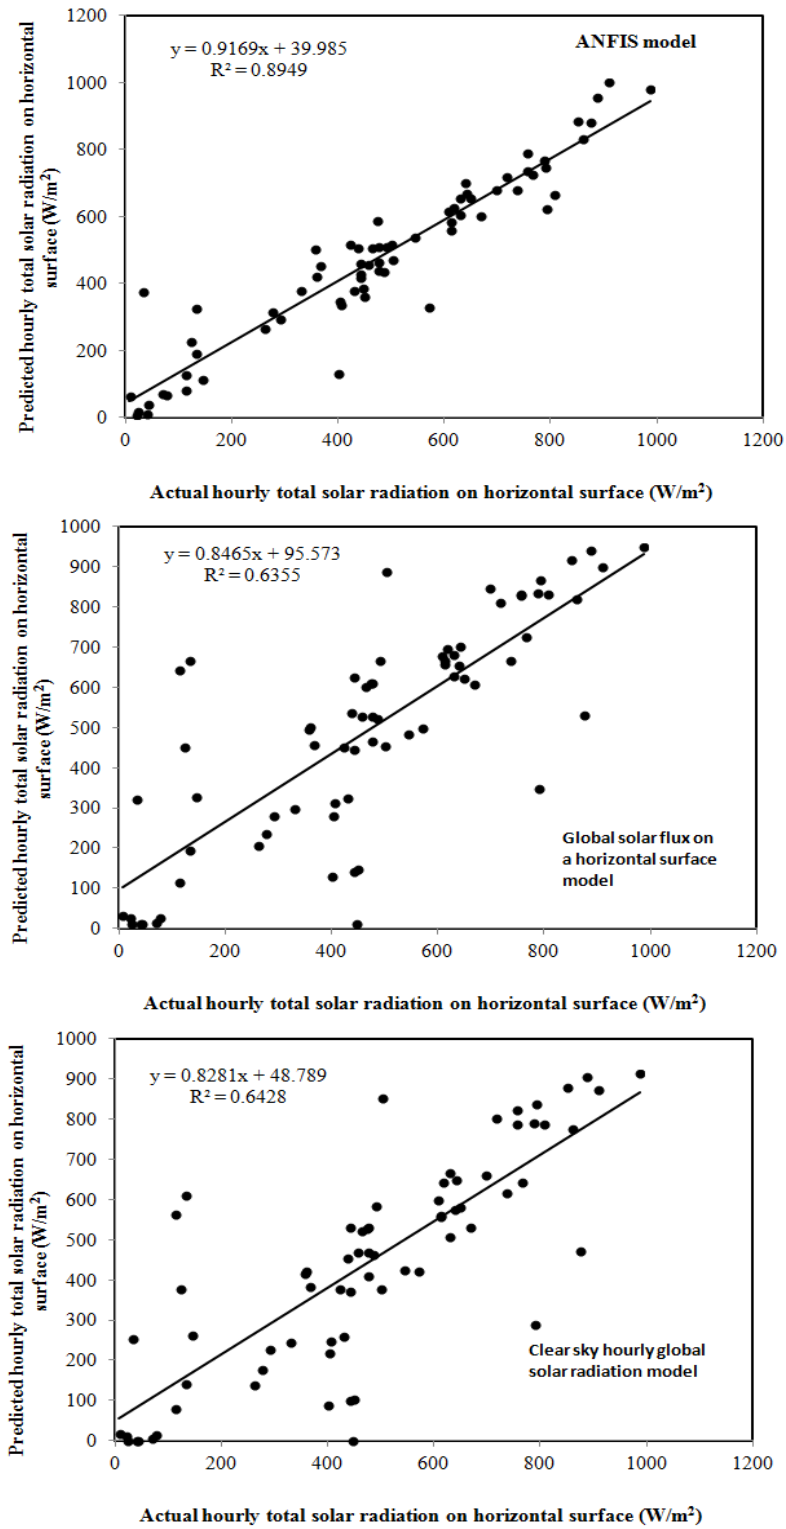 Predicted hourly total solar radiation on horizontal
surface (W/m²)
1200
1000
800
600
400
200
0
y = 0.9169x + 39.985
R² = 0.8949
ANFIS model
0 200 400 600 800 1000 1200
Actual hourly total solar radiation on horizontal surface (W/m²)
Predicted hourly total solar radiation on horizontal
surface (W/m²)
1000
900
800
700
600
500
400
300
200
100
0
y = 0.8465x + 95.573
R² = 0.6355
Global solar flux on
a horizontal surface
model
0 200 400 600 800 1000 1200
Actual hourly total solar radiation on horizontal surface (W/m²)
Predicted hourly total solar radiation on horizontal
surface (W/m²)
1000
900
800
700
600
500
400
300
200
100
0
y = 0.8281x + 48.789
R² = 0.6428
Clear sky hourly global
solar radiation model
0 200 400 600 800 1000 1200
Actual hourly total solar radiation on horizontal surface (W/m²)